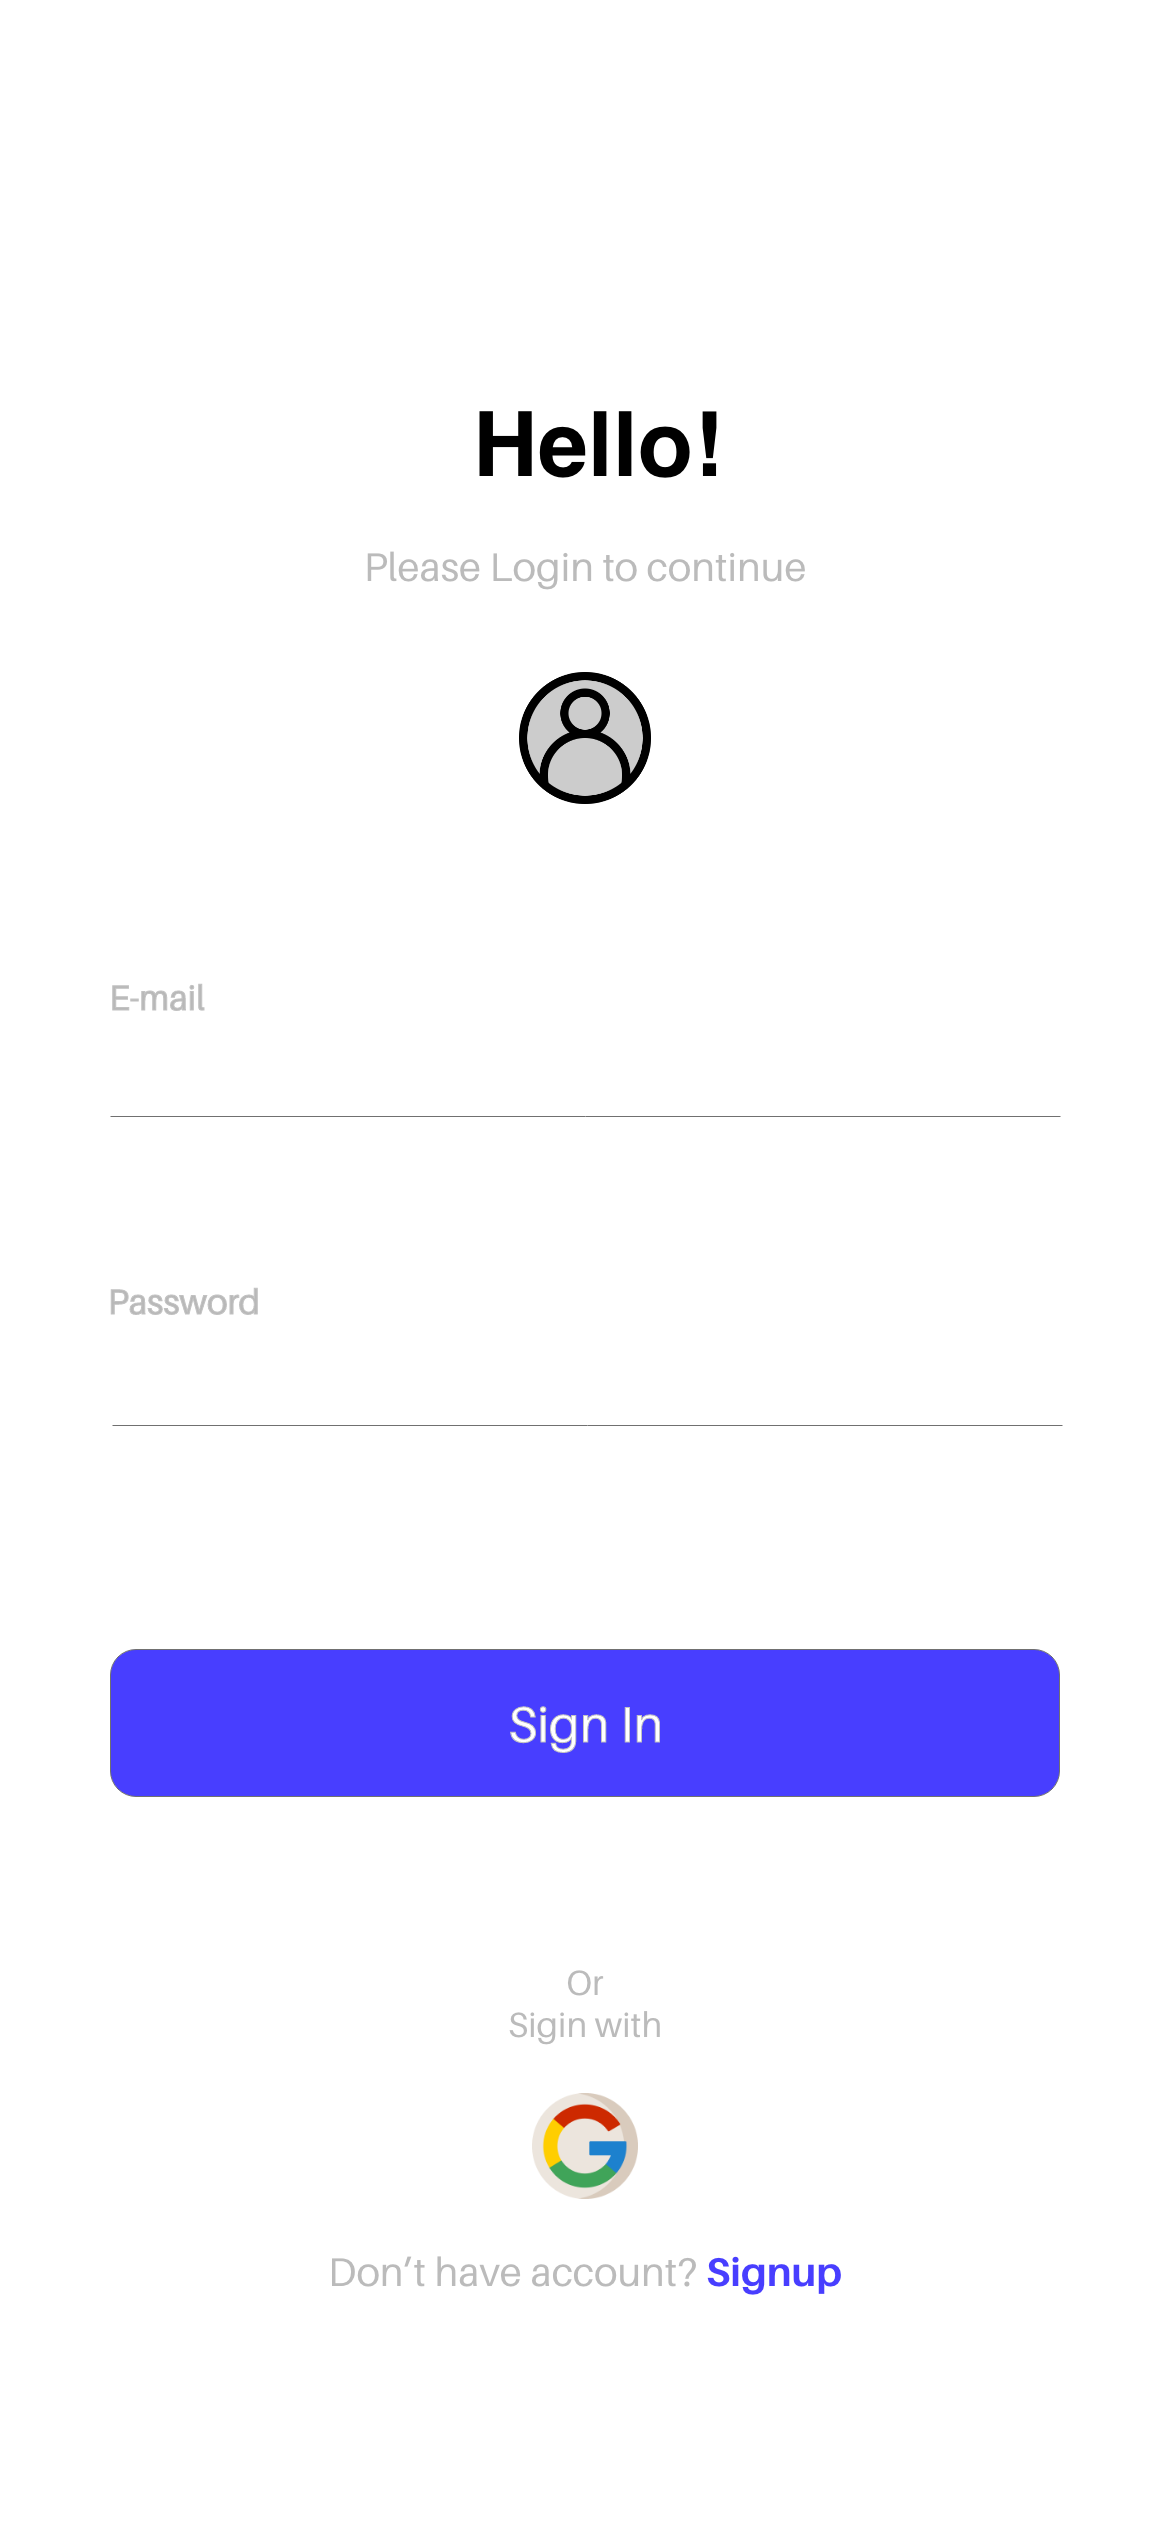 Hello!
Please Login to continue
E-mail
Password
Sign In
Or
Sigin with
Don’t have account? Signup